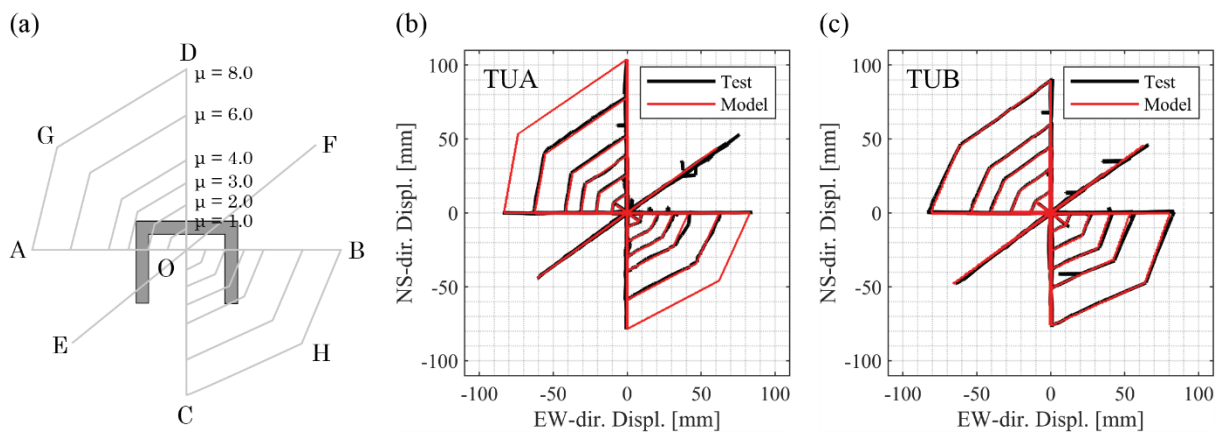 (a)
D
μ = 8.0
G
μ = 6.0
F
μ = 4.0
μ = 3.0
μ = 2.0
μ = 1.0
A
B
O
E
H
C
(b)
100
TUA
Test
Model
50
0
-50
-100
NS-dir. Displ. [mm]
-100
-50
0
50
100
EW-dir. Displ. [mm]
(c)
100
TUB
Test
Model
50
0
-50
-100
NS-dir. Displ. [mm]
-100
-50
0
50
100
EW-dir. Displ. [mm]